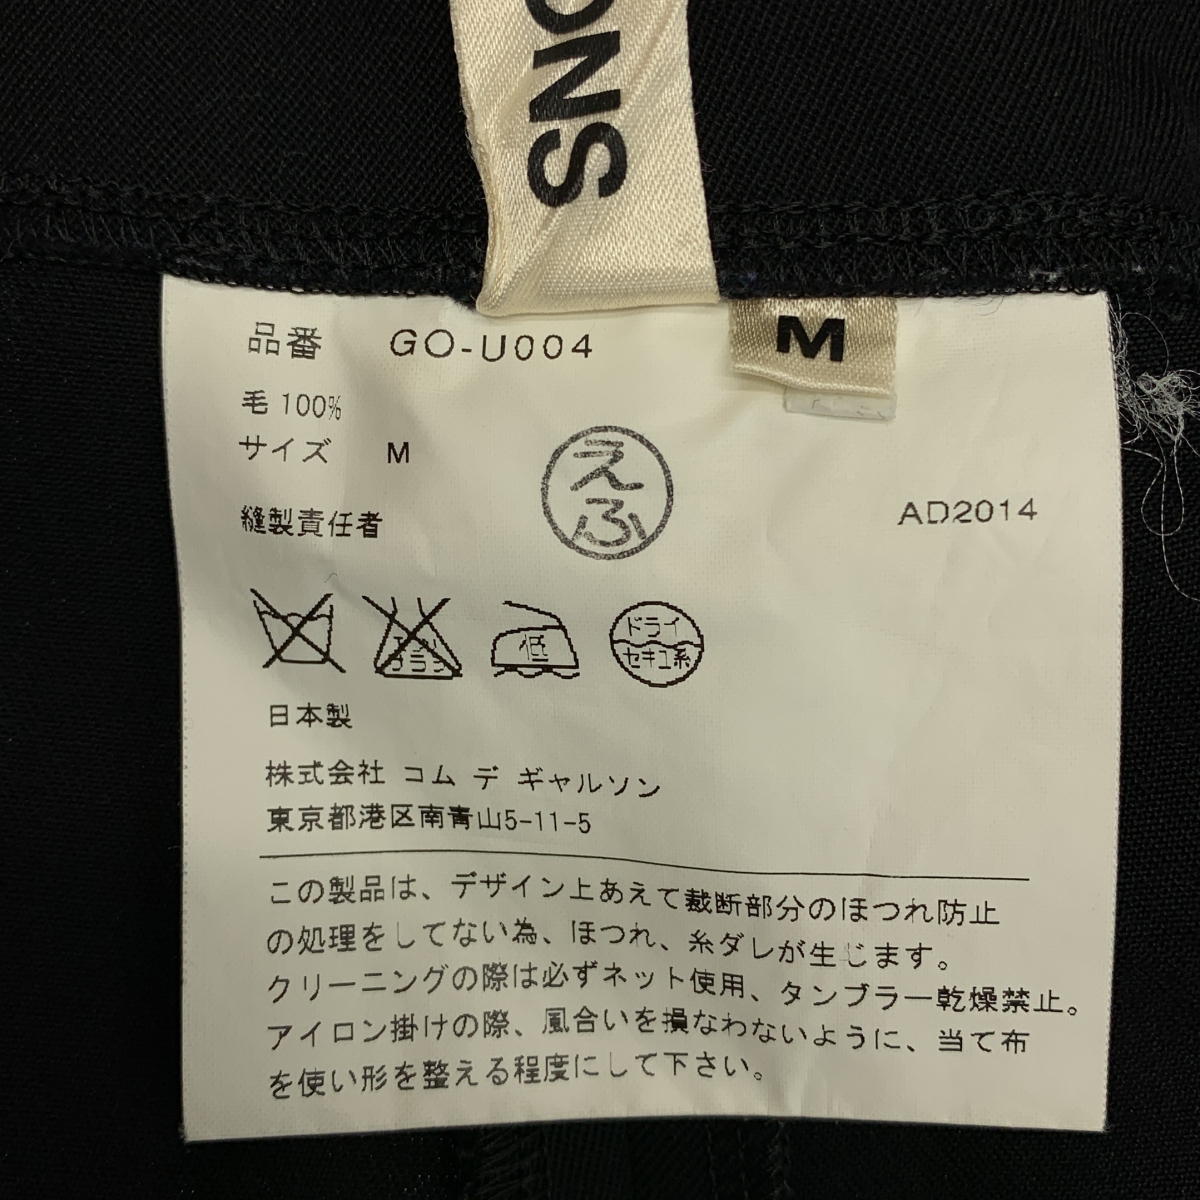 ONS
M
品番 GO-U004
毛 100%
サイズ M
えふ
縫製責任者
AD2014
低
ドライ
セキユ系
日本製
株式会社 コム デ ギャルソン
東京都港区南青山5-11-5
この製品は、デザイン上あえて裁断部分のほつれ防止
の処理をしてない為、ほつれ、糸ダレが生じます。
クリーニングの際は必ずネット使用、タンブラー乾燥禁止。
アイロン掛けの際、風合いを損なわないように、当て布
を使い形を整える程度にして下さい。